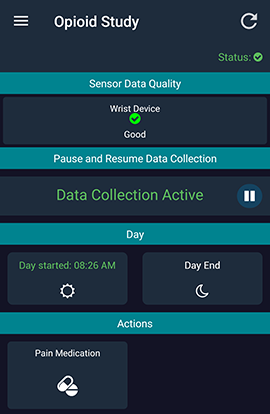 Opioid Study
Status:
Sensor Data Quality
Wrist Device
Good
Pause and Resume Data Collection
Data Collection Active
Day
Day started: 08:26 AM
Day End
Actions
Pain Medication